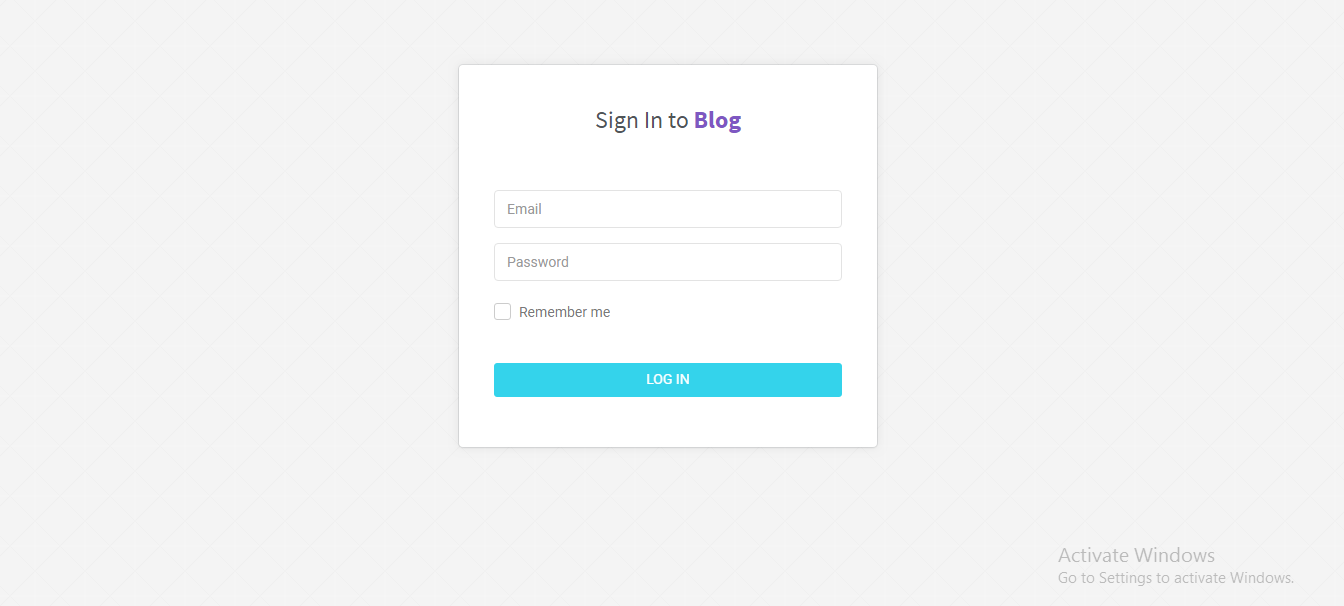 Sign In to Blog
Email
Password
Remember me
LOG IN
Activate Windows
Go to Settings to activate Windows.